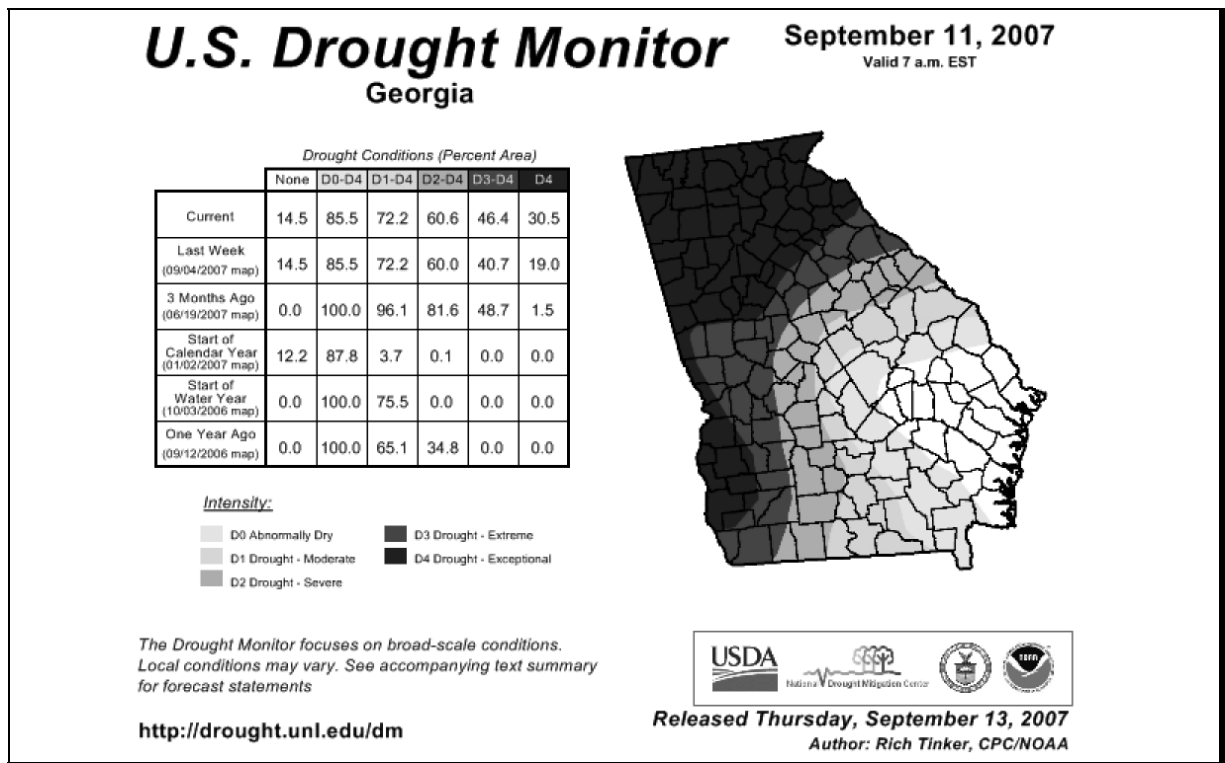 U.S. Drought Monitor
Georgia
September 11, 2007
Valid 7 a.m. EST
Drought Conditions (Percent Area)
None D0-D4 D1-D4 D2-D4 D3-D4 D4
Current 14.5 85.5 72.2 60.6 46.4 30.5
Last Week
(09/04/2007 map) 14.5 85.5 72.2 60.0 40.7 19.0
3 Months Ago
(06/19/2007 map) 0.0 100.0 96.1 81.6 48.7 1.5
Start of
Calendar Year
(01/02/2007 map) 12.2 87.8 3.7 0.1 0.0 0.0
Start of
Water Year
(10/03/2006 map) 0.0 100.0 75.5 0.0 0.0 0.0
One Year Ago
(09/12/2006 map) 0.0 100.0 65.1 34.8 0.0 0.0
Intensity:
D0 Abnormally Dry
D1 Drought - Moderate
D2 Drought - Severe
D3 Drought - Extreme
D4 Drought - Exceptional
The Drought Monitor focuses on broad-scale conditions.
Local conditions may vary. See accompanying text summary
for forecast statements
http://drought.unl.edu/dm
USDA
National Drought Mitigation Center
Released Thursday, September 13, 2007
Author: Rich Tinker, CPC/NOAA